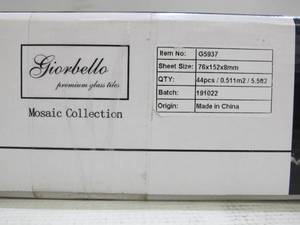 Giorbello
premium glass tiles
Mosaic Collection
Item No: G5937
Sheet Size: 76x152x8mm
QTY: 44pcs / 0.511m2 / 5.5ft2
Batch: 191022
Origin: Made in China